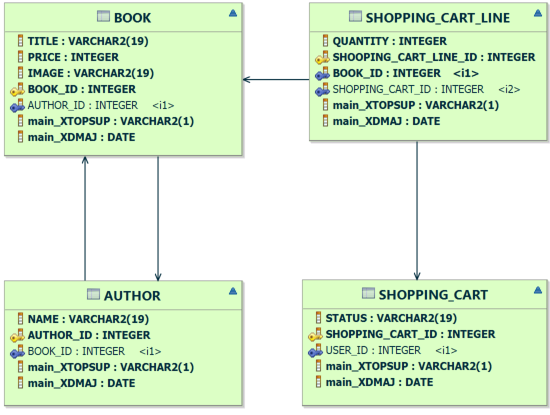 BOOK
TITLE : VARCHAR2(19)
PRICE : INTEGER
IMAGE : VARCHAR2(19)
BOOK_ID : INTEGER
AUTHOR_ID : INTEGER <i1>
main_XTOPSUP : VARCHAR2(1)
main_XDMAJ : DATE
SHOPPING_CART_LINE
QUANTITY : INTEGER
SHOOPING_CART_LINE_ID : INTEGER
BOOK_ID : INTEGER <i1>
SHOPPING_CART_ID : INTEGER <i2>
main_XTOPSUP : VARCHAR2(1)
main_XDMAJ : DATE
AUTHOR
NAME : VARCHAR2(19)
AUTHOR_ID : INTEGER
BOOK_ID : INTEGER <i1>
main_XTOPSUP : VARCHAR2(1)
main_XDMAJ : DATE
SHOPPING_CART
STATUS : VARCHAR2(19)
SHOPPING_CART_ID : INTEGER
USER_ID : INTEGER <i1>
main_XTOPSUP : VARCHAR2(1)
main_XDMAJ : DATE